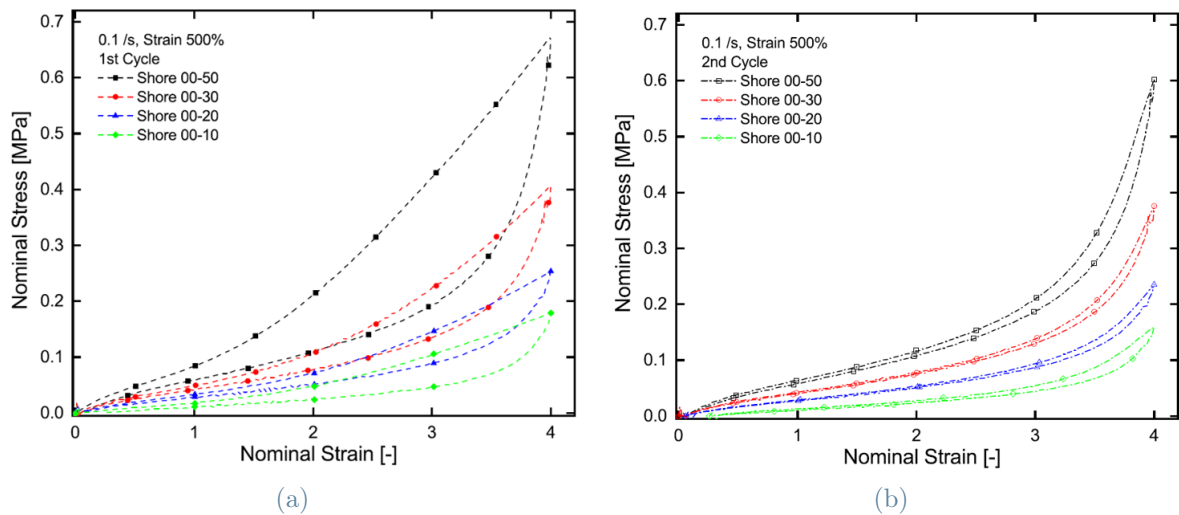 0.7
0.6
0.5
0.4
0.3
0.2
0.1
0.0
Nominal Stress [MPa]
0.1 /s, Strain 500%
1st Cycle
Shore 00-50
Shore 00-30
Shore 00-20
Shore 00-10
0 1 2 3 4
Nominal Strain [-]
(a)
0.7
0.6
0.5
0.4
0.3
0.2
0.1
0.0
Nominal Stress [MPa]
0.1 /s, Strain 500%
2nd Cycle
Shore 00-50
Shore 00-30
Shore 00-20
Shore 00-10
0 1 2 3 4
Nominal Strain [-]
(b)